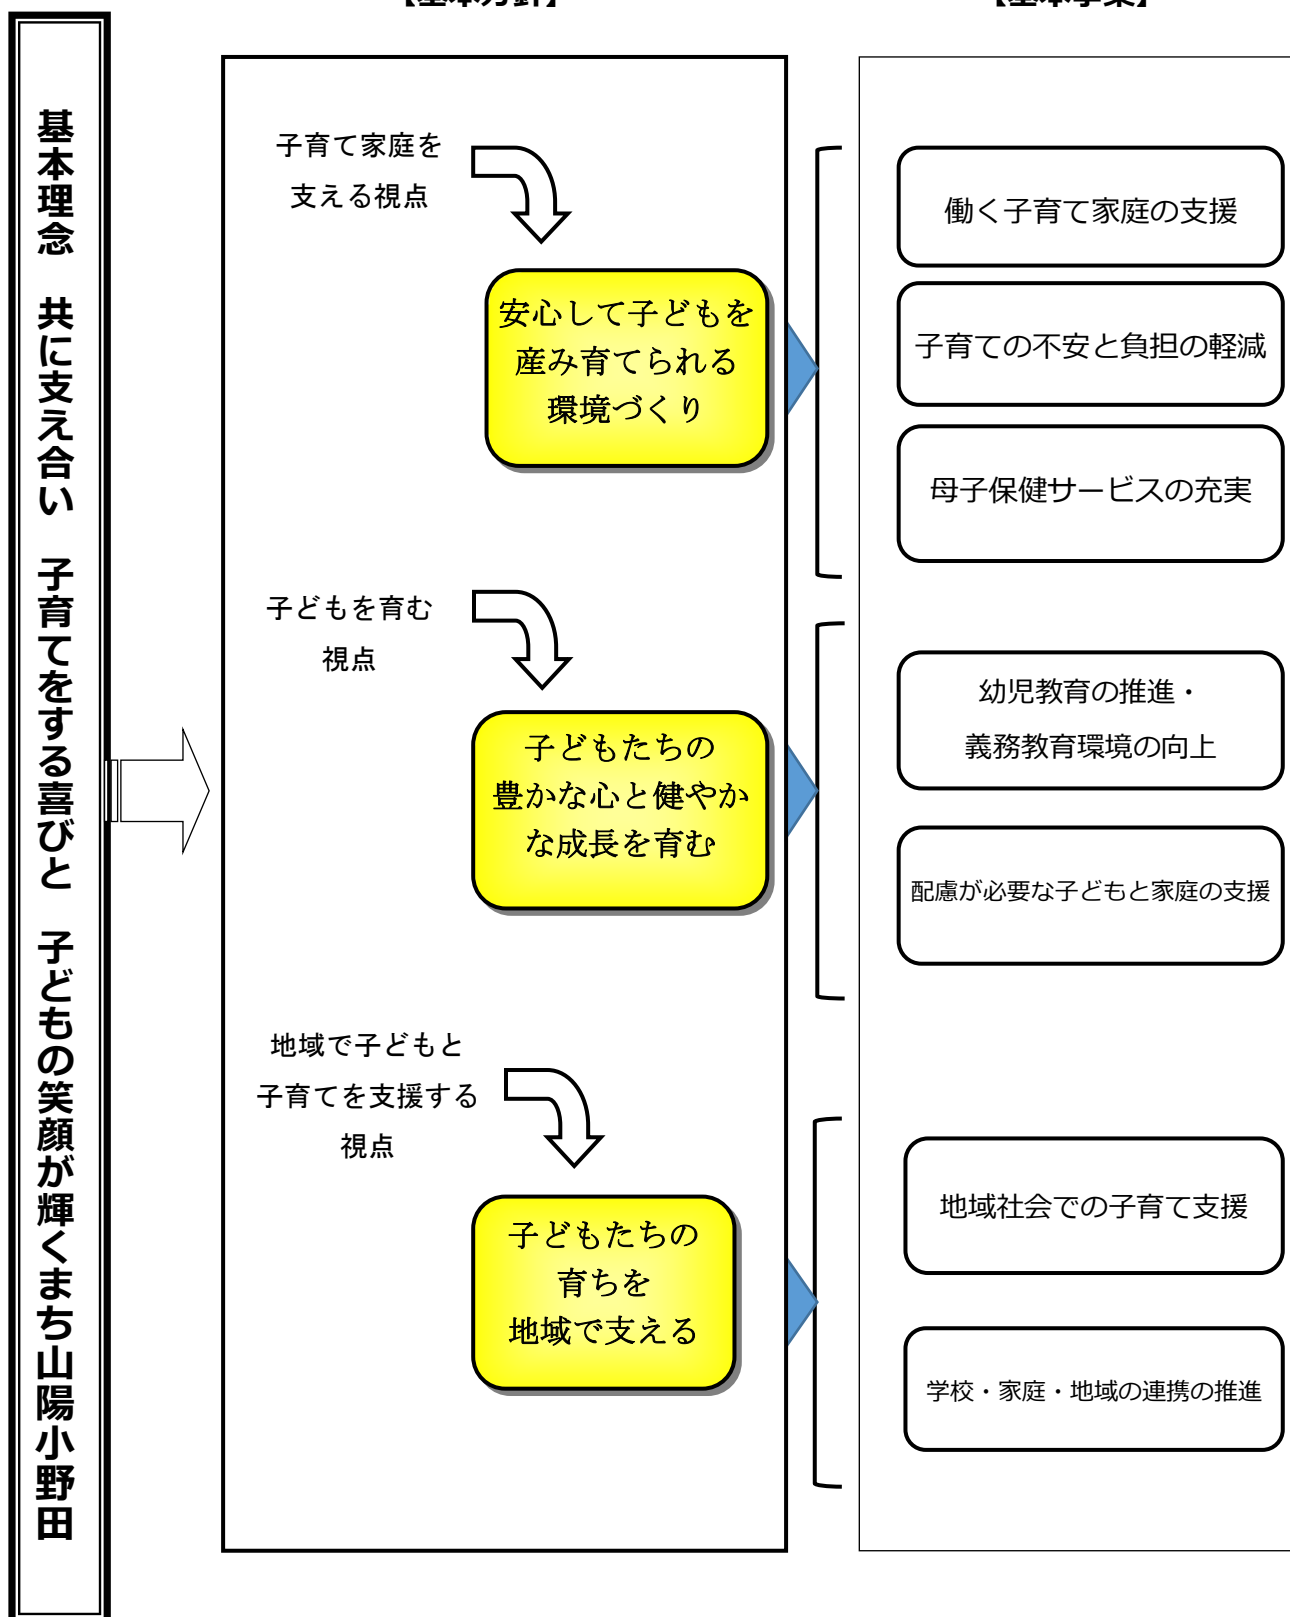 【基本方針】
【基本事業】
基本理念　共に支え合い　子育てをする喜びと　子どもの笑顔が輝くまち山陽小野田
子育て家庭を
支える視点
安心して子どもを
産み育てられる
環境づくり
働く子育て家庭の支援
子育ての不安と負担の軽減
母子保健サービスの充実
子どもを育む
視点
子どもたちの
豊かな心と健やか
な成長を育む
幼児教育の推進・
義務教育環境の向上
配慮が必要な子どもと家庭の支援
地域で子どもと
子育てを支援する
視点
子どもたちの
育ちを
地域で支える
地域社会での子育て支援
学校・家庭・地域の連携の推進